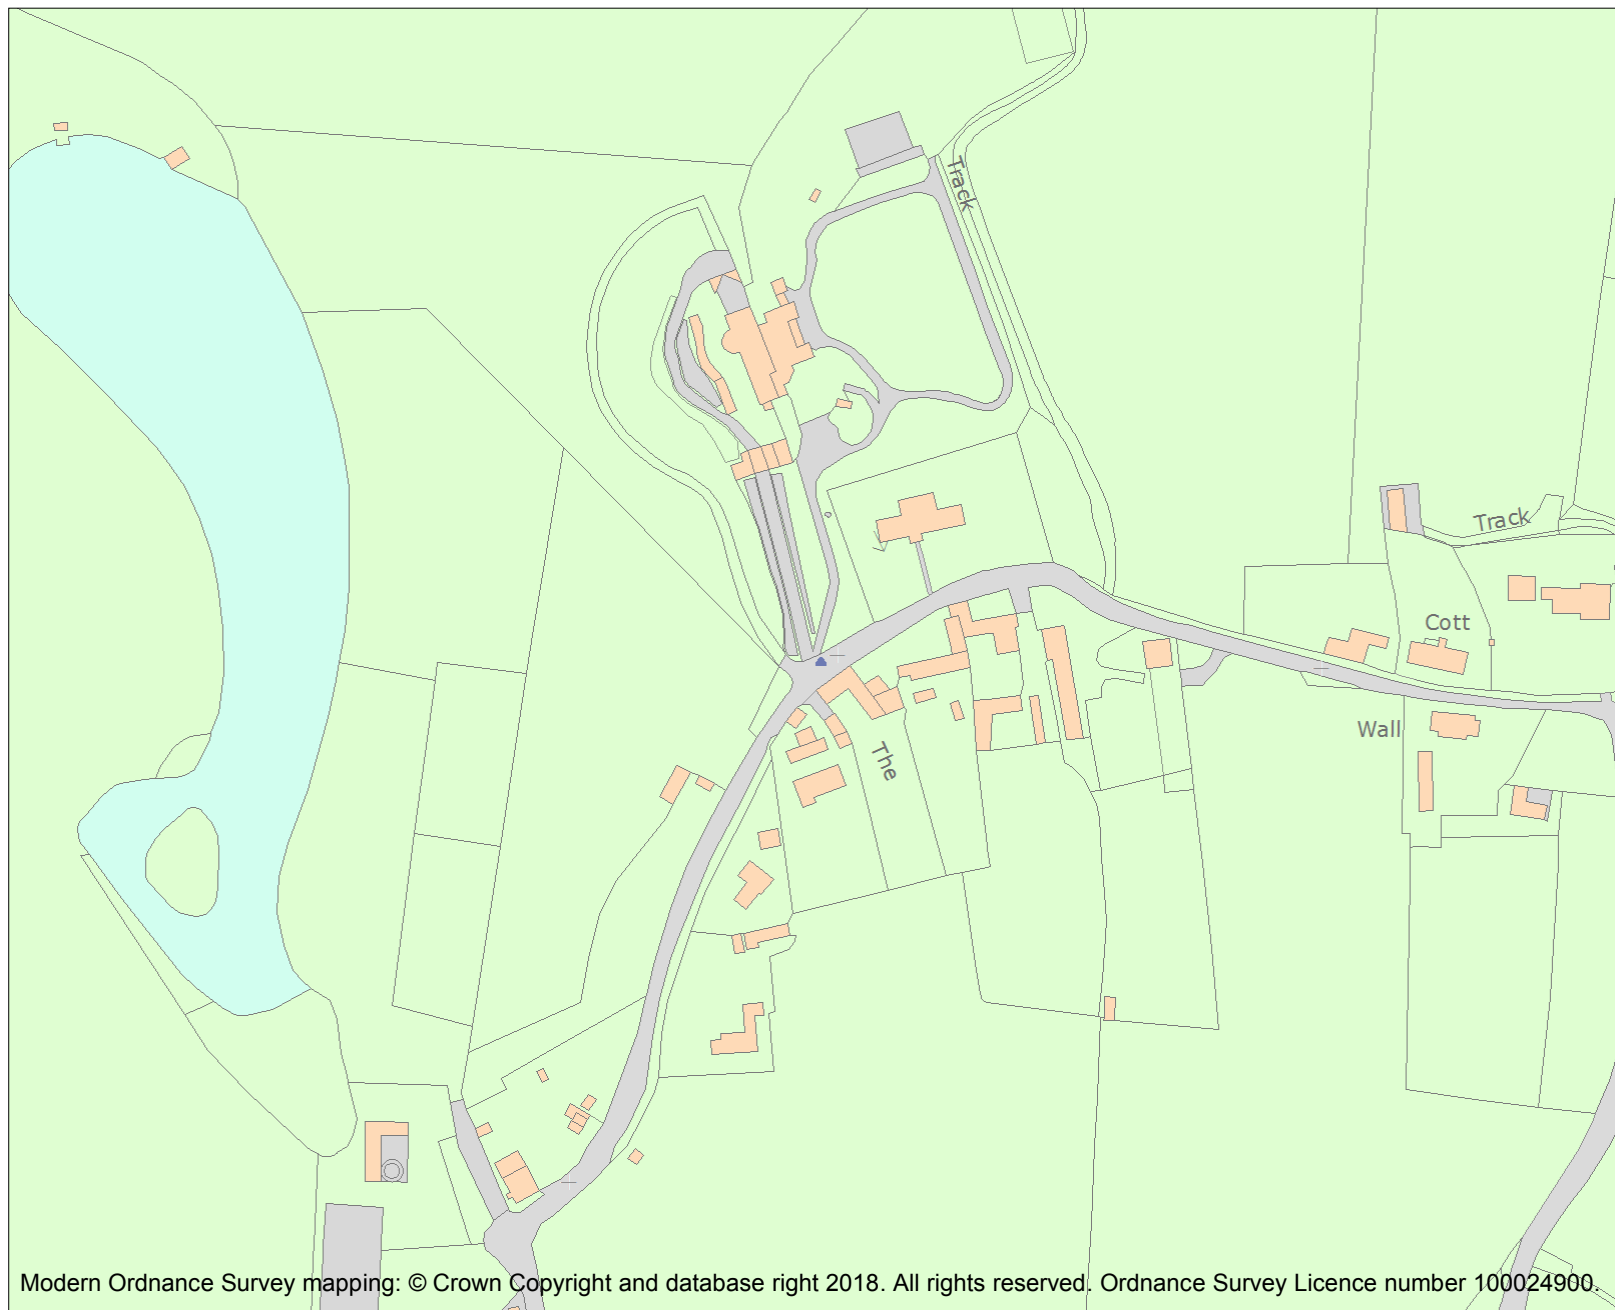 Track
Track
Cott
Wall
The
Modern Ordnance Survey mapping: © Crown Copyright and database right 2018. All rights reserved. Ordnance Survey Licence number 100024900.